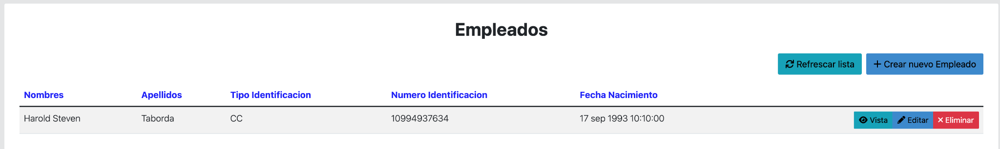 Empleados
Refrescar lista Crear nuevo Empleado
Nombres Apellidos Tipo Identificacion Numero Identificacion Fecha Nacimiento
Harold Steven Taborda CC 10994937634 17 sep 1993 10:10:00 Vista Editar Eliminar